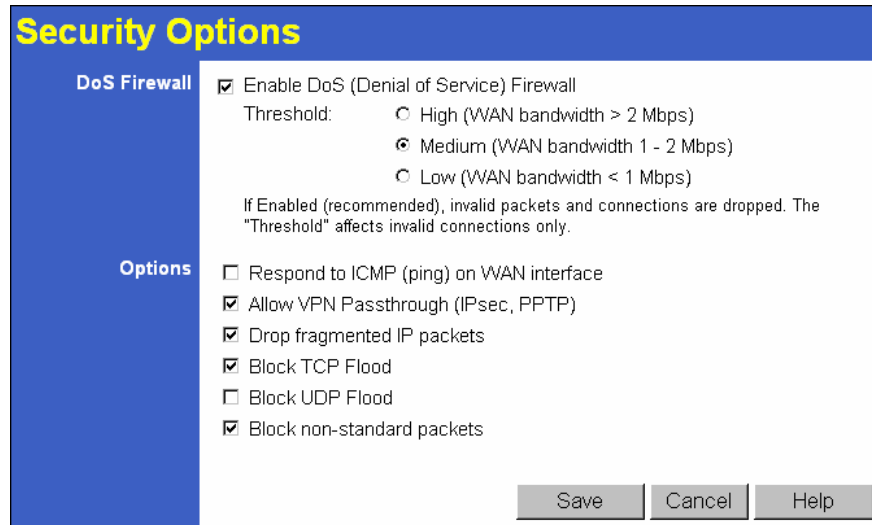 Security Options
DoS Firewall
Enable DoS (Denial of Service) Firewall
Threshold:
High (WAN bandwidth > 2 Mbps)
Medium (WAN bandwidth 1 - 2 Mbps)
Low (WAN bandwidth < 1 Mbps)
If Enabled (recommended), invalid packets and connections are dropped. The
"Threshold" affects invalid connections only.
Options
Respond to ICMP (ping) on WAN interface
Allow VPN Passthrough (IPsec, PPTP)
Drop fragmented IP packets
Block TCP Flood
Block UDP Flood
Block non-standard packets
Save
Cancel
Help